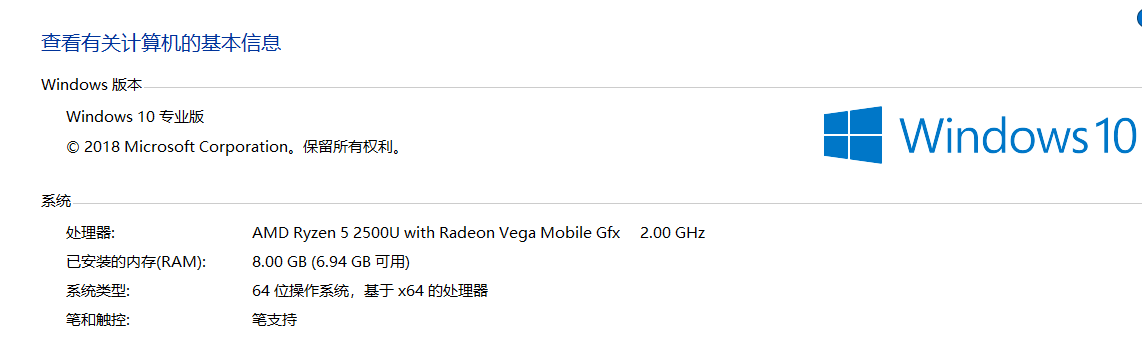 查看有关计算机的基本信息
Windows 版本
Windows 10 专业版
© 2018 Microsoft Corporation。保留所有权利。
Windows 10
系统
处理器: AMD Ryzen 5 2500U with Radeon Vega Mobile Gfx 2.00 GHz
已安装的内存(RAM): 8.00 GB (6.94 GB 可用)
系统类型: 64 位操作系统，基于 x64 的处理器
笔和触控: 笔支持